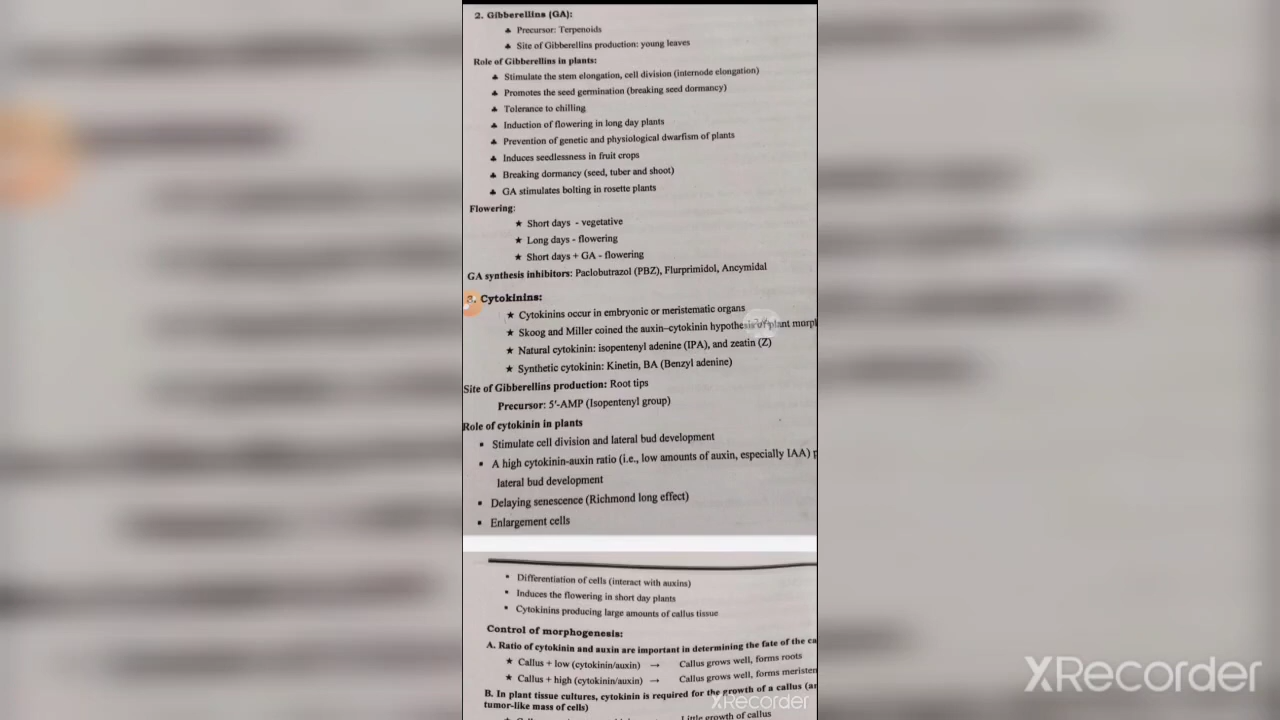 2. Gibberellins (GA):
♣ Precursor: Terpenoids
♣ Site of Gibberellins production: young leaves
Role of Gibberellins in plants:
♣ Stimulate the stem elongation, cell division (internode elongation)
♣ Promotes the seed germination (breaking seed dormancy)
♣ Tolerance to chilling
♣ Induction of flowering in long day plants
♣ Prevention of genetic and physiological dwarfism of plants
♣ Induces seedlessness in fruit crops
♣ Breaking dormancy (seed, tuber and shoot)
♣ GA stimulates bolting in rosette plants
Flowering:
★ Short days - vegetative
★ Long days - flowering
★ Short days + GA - flowering
GA synthesis inhibitors: Paclobutrazol (PBZ), Flurprimidol, Ancymidal
3. Cytokinins:
★ Cytokinins occur in embryonic or meristematic organs
★ Skoog and Miller coined the auxin–cytokinin hypothesis of plant
★ Natural cytokinin: isopentenyl adenine (IPA), and zeatin (Z)
★ Synthetic cytokinin: Kinetin, BA (Benzyl adenine)
Site of Gibberellins production: Root tips
Precursor: 5'-AMP (Isopentenyl group)
Role of cytokinin in plants
▪ Stimulate cell division and lateral bud development
▪ A high cytokinin-auxin ratio (i.e., low amounts of auxin, especially IAA)
lateral bud development
▪ Delaying senescence (Richmond long effect)
▪ Enlargement cells
▪ Differentiation of cells (interact with auxins)
▪ Induces the flowering in short day plants
▪ Cytokinins producing large amounts of callus tissue
Control of morphogenesis:
A. Ratio of cytokinin and auxin are important in determining the fate of the
★ Callus + low (cytokinin/auxin) → Callus grows well, forms roots
★ Callus + high (cytokinin/auxin) → Callus grows well, forms
B. In plant tissue cultures, cytokinin is required for the growth of a callus
tumor-like mass of cells)
Little growth of callus
XRecorder
XRecorder